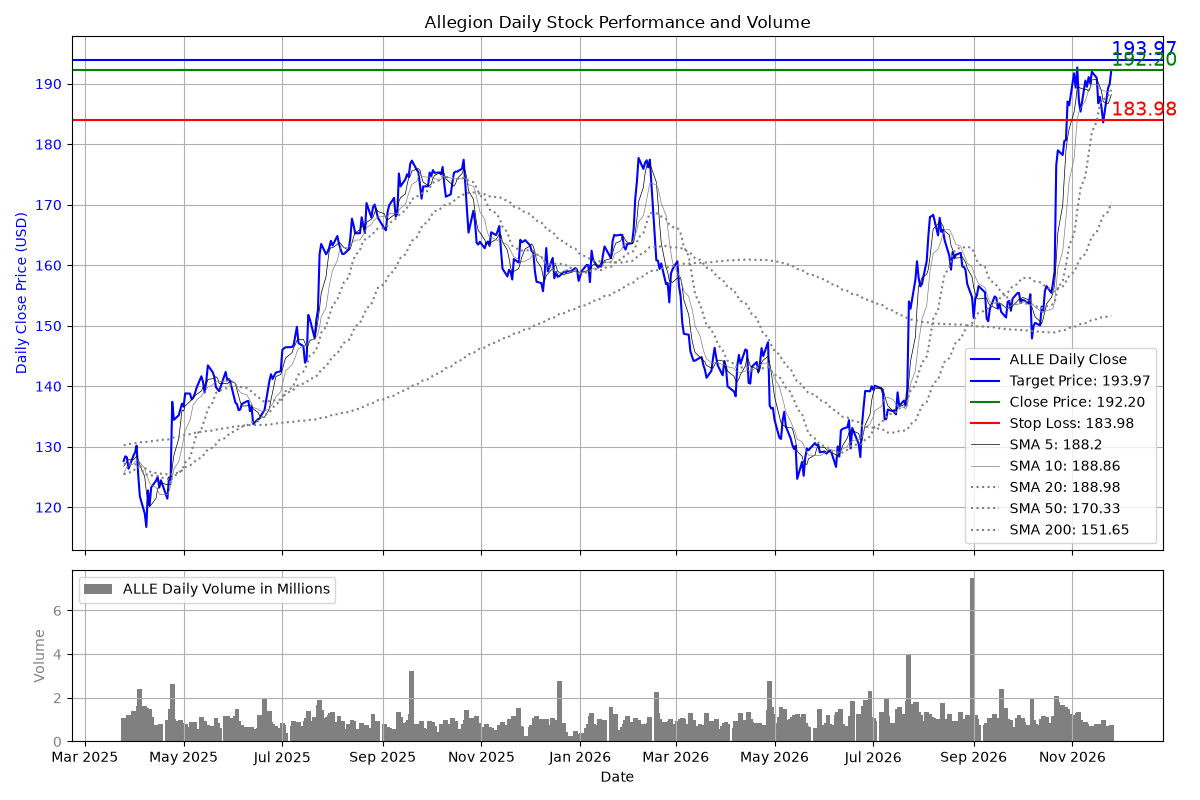 Allegion Daily Stock Performance and Volume
193.97
192.20
183.98
190
180
170
160
150
140
130
120
Daily Close Price (USD)
ALLE Daily Close
Target Price: 193.97
Close Price: 192.20
Stop Loss: 183.98
SMA 5: 188.2
SMA 10: 188.86
SMA 20: 188.98
SMA 50: 170.33
SMA 200: 151.65
ALLE Daily Volume in Millions
6
4
2
0
Volume
Mar 2025 May 2025 Jul 2025 Sep 2025 Nov 2025 Jan 2026 Mar 2026 May 2026 Jul 2026 Sep 2026 Nov 2026
Date